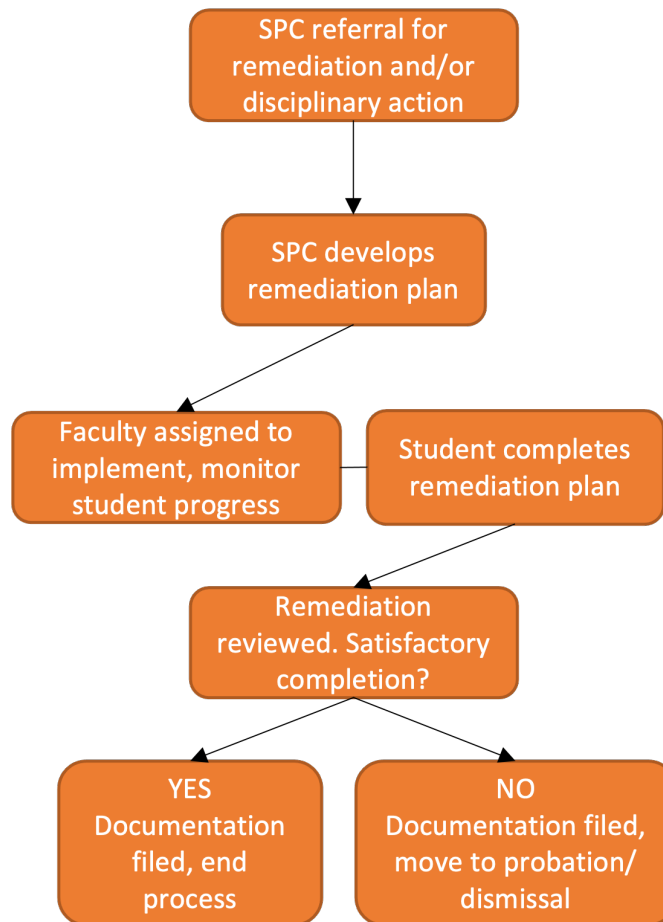 SPC referral for
remediation and/or
disciplinary action
SPC develops
remediation plan
Faculty assigned to
implement, monitor
student progress
Student completes
remediation plan
Remediation
reviewed. Satisfactory
completion?
YES
Documentation
filed, end
process
NO
Documentation filed,
move to probation/
dismissal